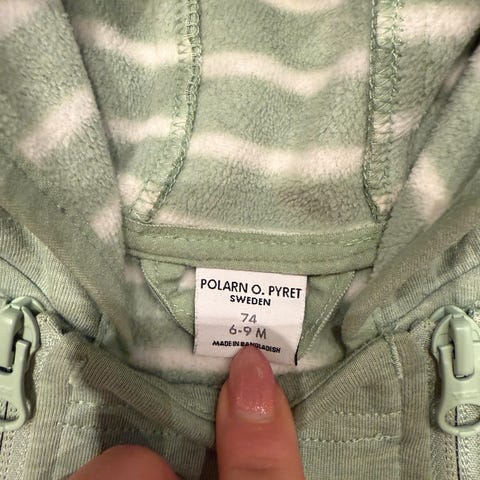 POLARN O. PYRET
SWEDEN
74
6-9 M
MADE IN BANGLADESH